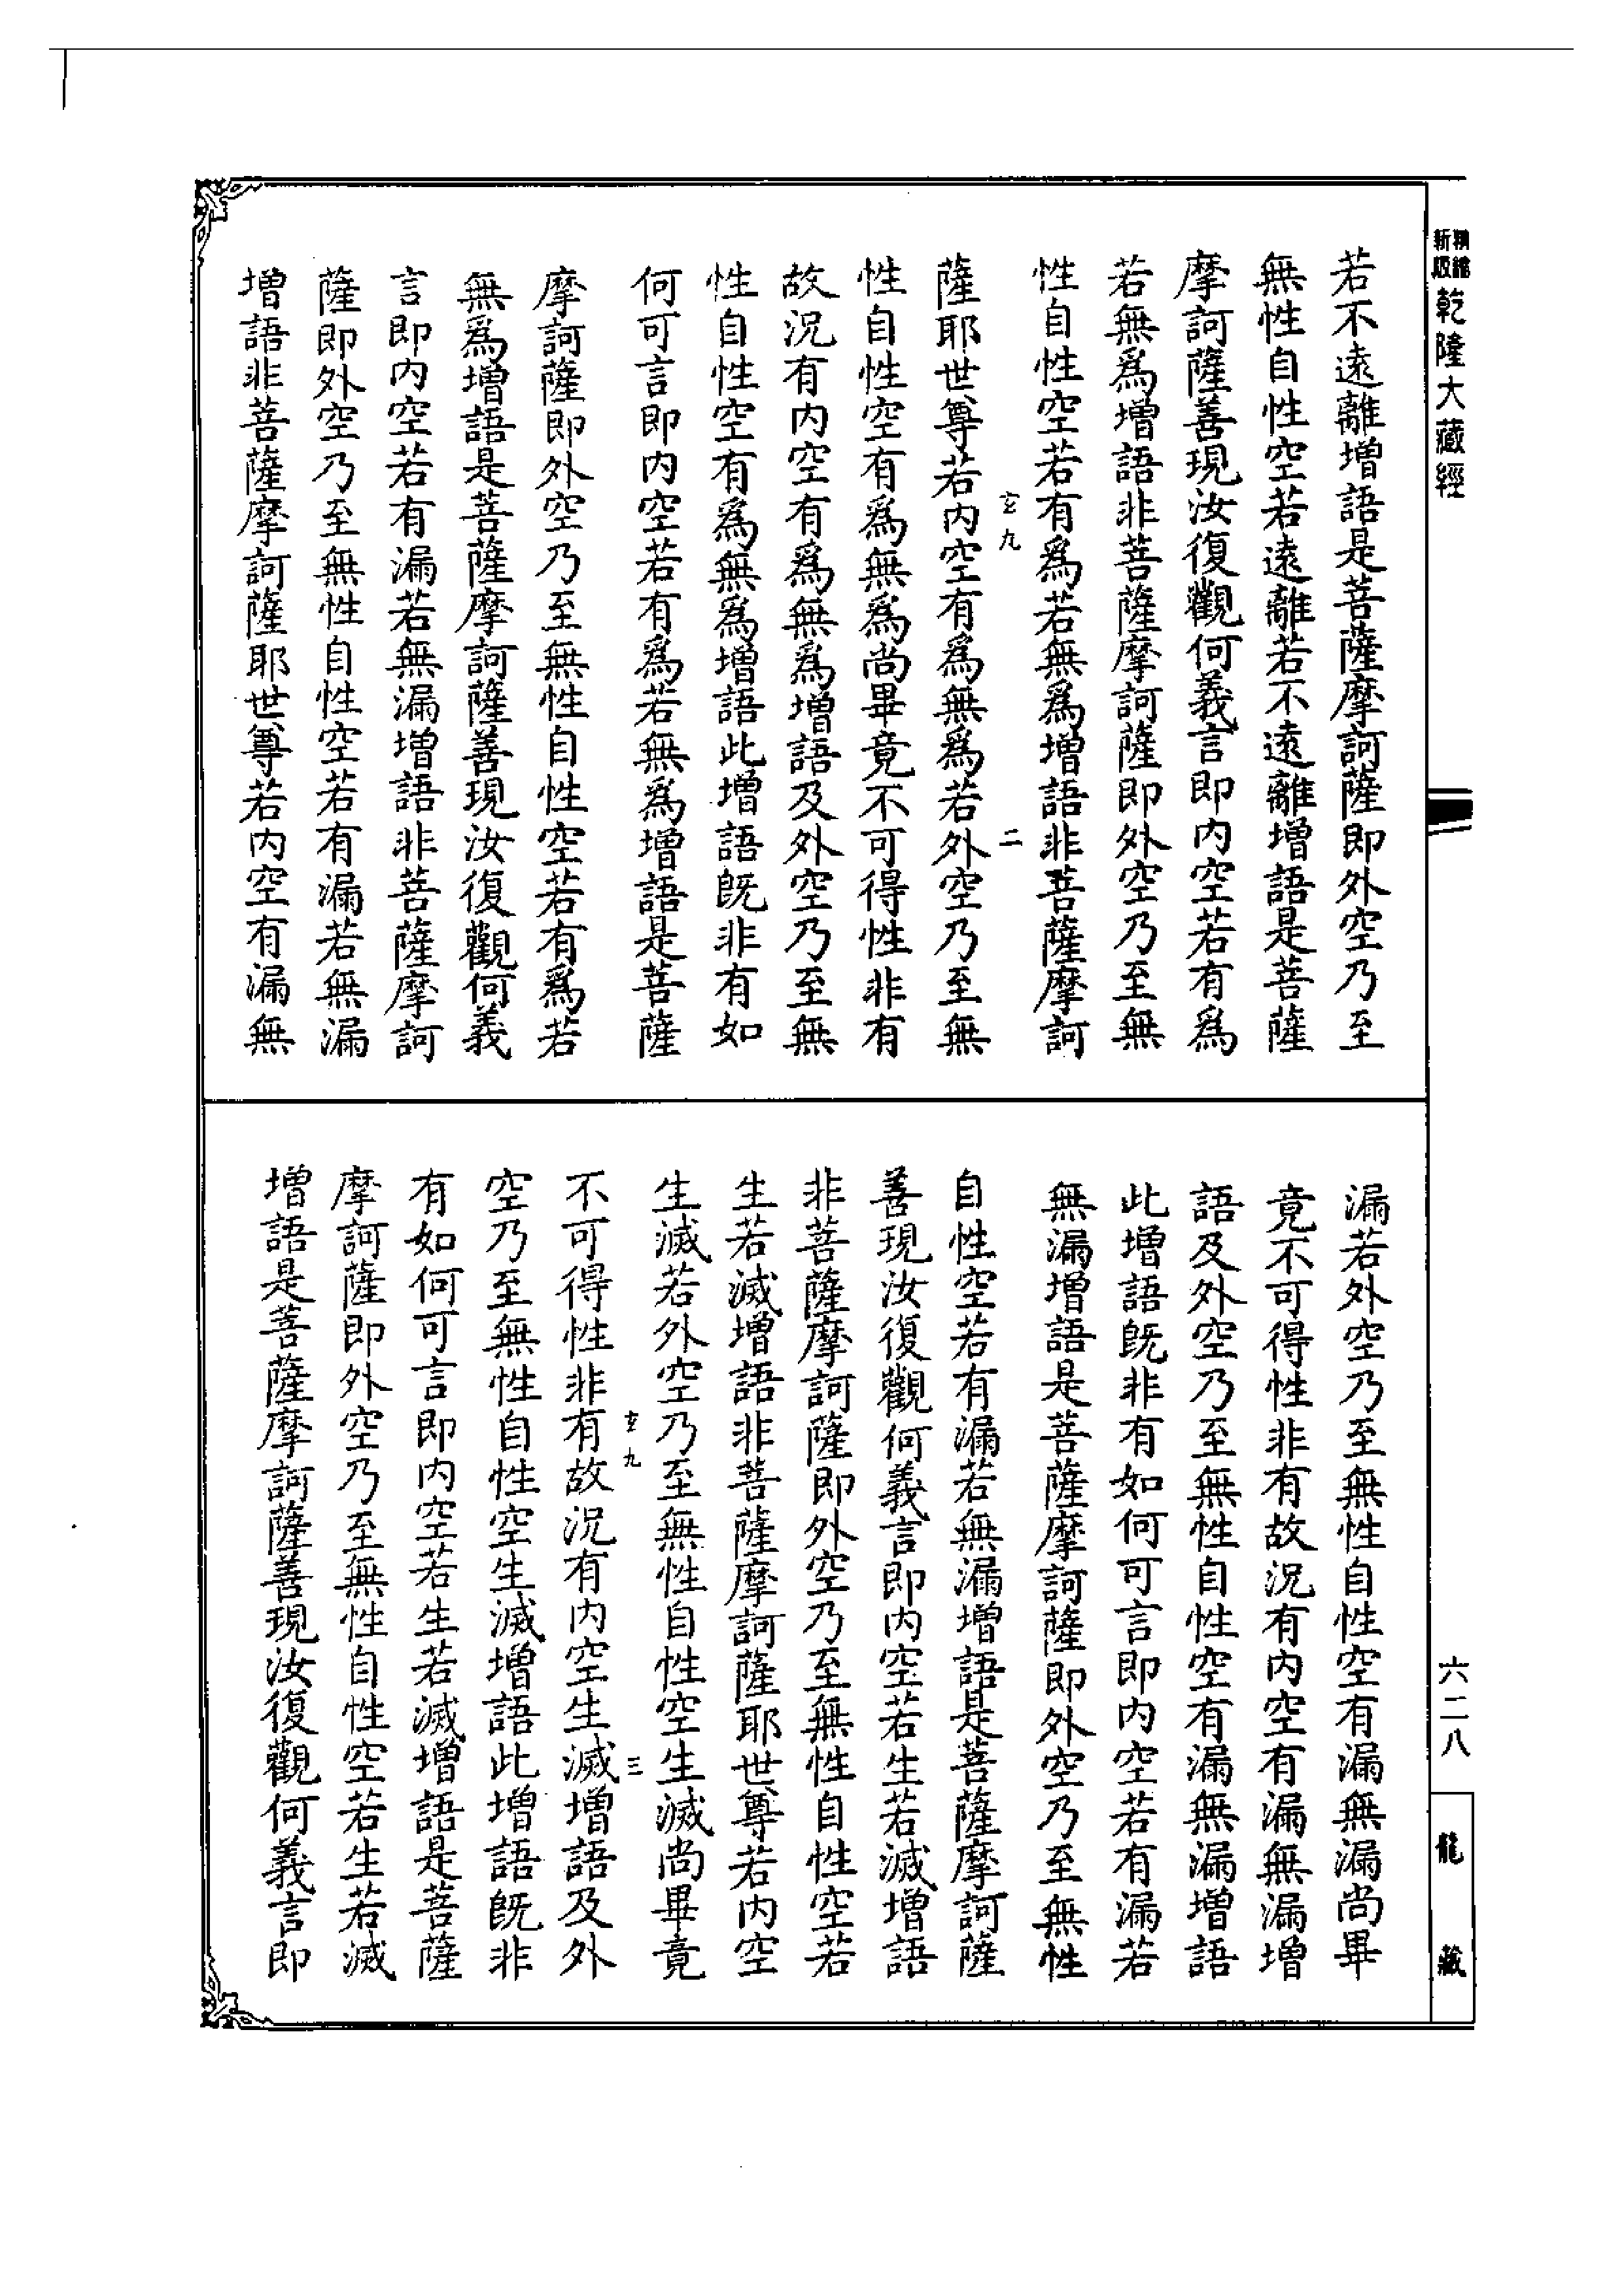 精縮
新版
乾隆大藏經
若不遠離增語是菩薩摩訶薩即外空乃至
無性自性空若遠離若不遠離增語是菩薩
摩訶薩善現汝復觀何義言即內空若有爲
若無爲增語非菩薩摩訶薩即外空乃至無
性自性空若有爲若無爲增語非菩薩摩訶
玄九
二
薩耶世尊若內空有爲無爲若外空乃至無
性自性空有爲無爲尚畢竟不可得性非有
故況有內空有爲無爲增語及外空乃至無
性自性空有爲無爲增語此增語既非有如
何可言即內空若有爲若無爲增語是菩薩
摩訶薩即外空乃至無性自性空若有爲若
無爲增語是菩薩摩訶薩善現汝復觀何義
言即內空若有漏若無漏增語非菩薩摩訶
薩即外空乃至無性自性空若有漏若無漏
增語非菩薩摩訶薩耶世尊若內空有漏無
漏若外空乃至無性自性空有漏無漏尚畢
竟不可得性非有故況有內空有漏無漏增
語及外空乃至無性自性空有漏無漏增語
此增語既非有如何可言即內空若有漏若
無漏增語是菩薩摩訶薩即外空乃至無性
自性空若有漏若無漏增語是菩薩摩訶薩
善現汝復觀何義言即內空若生若滅增語
非菩薩摩訶薩即外空乃至無性自性空若
生若滅增語非菩薩摩訶薩耶世尊若內空
生滅若外空乃至無性自性空生滅尚畢竟
玄九
三
不可得性非有故況有內空生滅增語及外
空乃至無性自性空生滅增語此增語既非
有如何可言即內空若生若滅增語是菩薩
摩訶薩即外空乃至無性自性空若生若滅
增語是菩薩摩訶薩善現汝復觀何義言即
六二八
龍藏